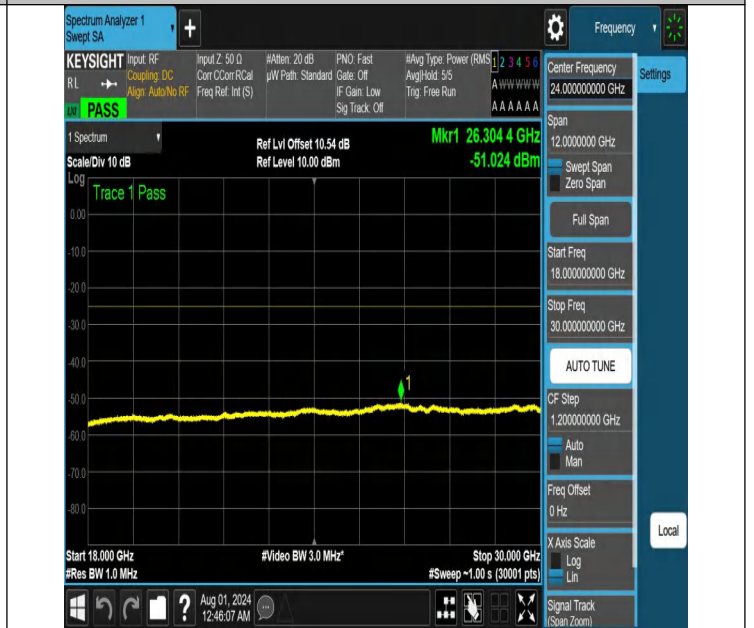 Spectrum Analyzer 1
Swept SA
+
Frequency
KEYSIGHT
RL
PASS
Input: RF
Coupling: DC
Align: Auto/No RF
Input Z: 50 Ω
Corr CCorr RCal
Freq Ref: Int (S)
#Atten: 20 dB
µW Path: Standard
PNO: Fast
Gate: Off
IF Gain: Low
Sig Track: Off
#Avg Type: Power (RMS
Avg|Hold: 5/5
Trig: Free Run
1 2 3 4 5 6
A W W W W W
A A A A A A
1 Spectrum
Scale/Div 10 dB
Log
Ref Lvl Offset 10.54 dB
Ref Level 10.00 dBm
Mkr1 26.304 4 GHz
-51.024 dBm
Trace 1 Pass
0.00
-10.0
-20.0
-30.0
-40.0
-50.0
-60.0
-70.0
-80.0
1
Start 18.000 GHz
#Res BW 1.0 MHz
#Video BW 3.0 MHz*
Stop 30.000 GHz
#Sweep ~1.00 s (30001 pts)
?
Aug 01, 2024
12:46:07 AM
Center Frequency
24.000000000 GHz
Settings
Span
12.0000000 GHz
Swept Span
Zero Span
Full Span
Start Freq
18.000000000 GHz
Stop Freq
30.000000000 GHz
AUTO TUNE
CF Step
1.200000000 GHz
Auto
Man
Freq Offset
0 Hz
X Axis Scale
Log
Lin
Local
Signal Track
(Span Zoom)